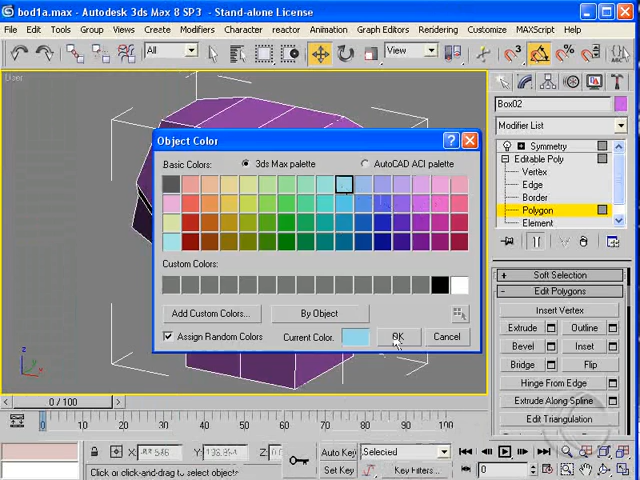 bod1a.max - Autodesk 3ds Max 8 SP3 - Stand-alone License
File Edit Tools Group Views Create Modifiers Character reactor Animation Graph Editors Rendering Customize MAXScript Help
All View
User
Box02
Modifier List
Symmetry
Editable Poly
Vertex
Edge
Border
Polygon
Element
Object Color
Basic Colors: 3ds Max palette AutoCAD ACI palette
Custom Colors:
Add Custom Colors... By Object
Assign Random Colors Current Color: OK Cancel
+ Soft Selection
- Edit Polygons
Insert Vertex
Extrude Outline
Bevel Inset
Bridge Flip
Hinge From Edge
Extrude Along Spline
Edit Triangulation
z
x
0 / 100
0 10 20 30 40 50 60 70 80 90 100
X: Y: Z:
Auto Key Selected
Set Key Key Filters...
0
Click or click-and-drag to select objects